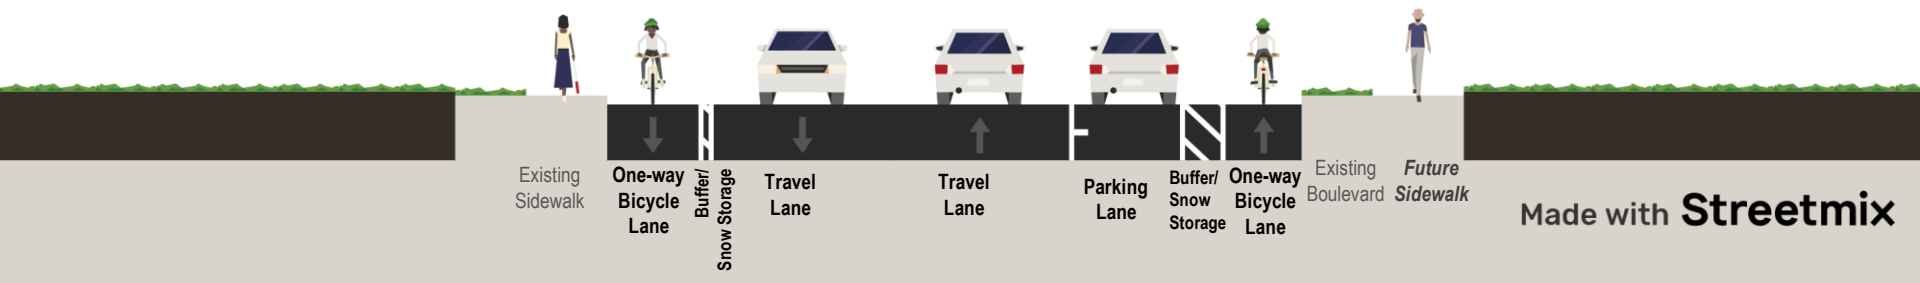 Existing
Sidewalk
One-way
Bicycle
Lane
Buffer/
Snow Storage
Travel
Lane
Travel
Lane
Parking
Lane
Buffer/
Snow
Storage
One-way
Bicycle
Lane
Existing
Boulevard
Future
Sidewalk
Made with Streetmix